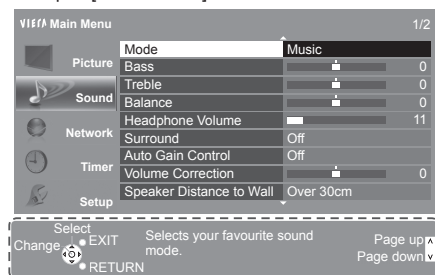 VIErA Main Menu 1/2
Picture
Sound
Network
Timer
Setup
Mode Music
Bass 0
Treble 0
Balance 0
Headphone Volume 11
Surround Off
Auto Gain Control Off
Volume Correction 0
Speaker Distance to Wall Over 30cm
Select
Change
EXIT
RETURN
Selects your favourite sound
mode.
Page up
Page down